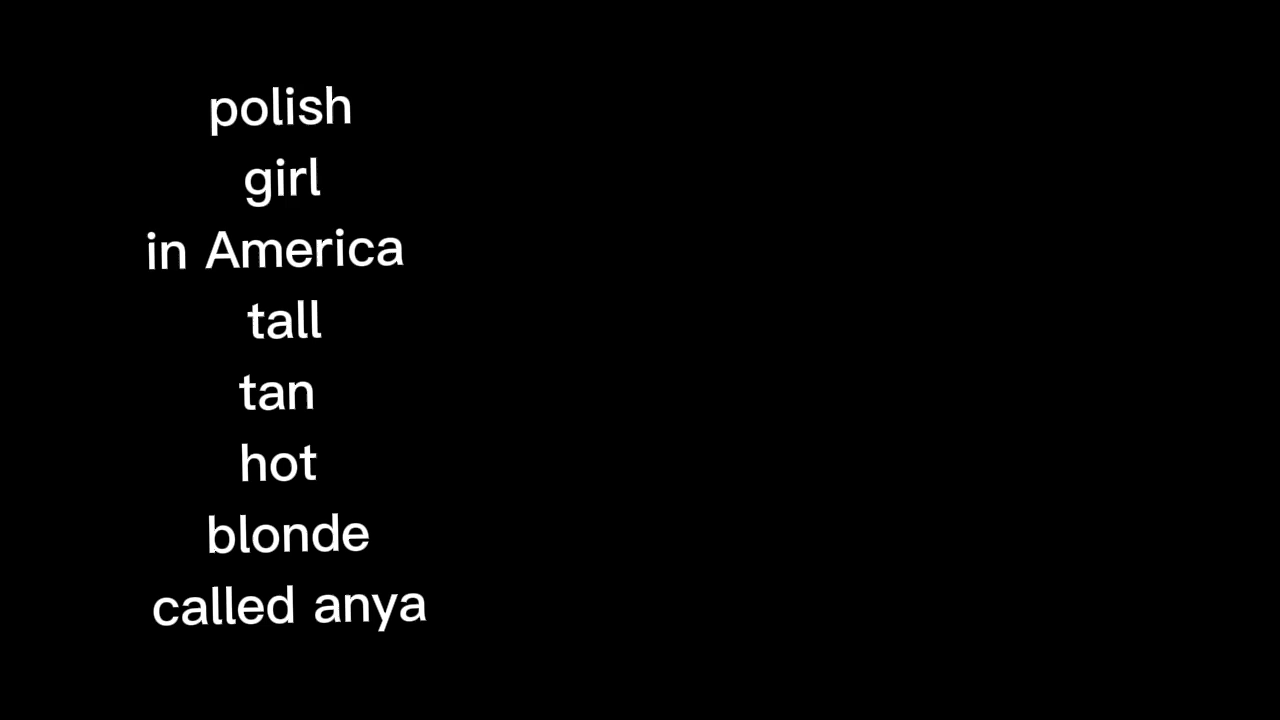 polish
girl
in America
tall
tan
hot
blonde
called anya